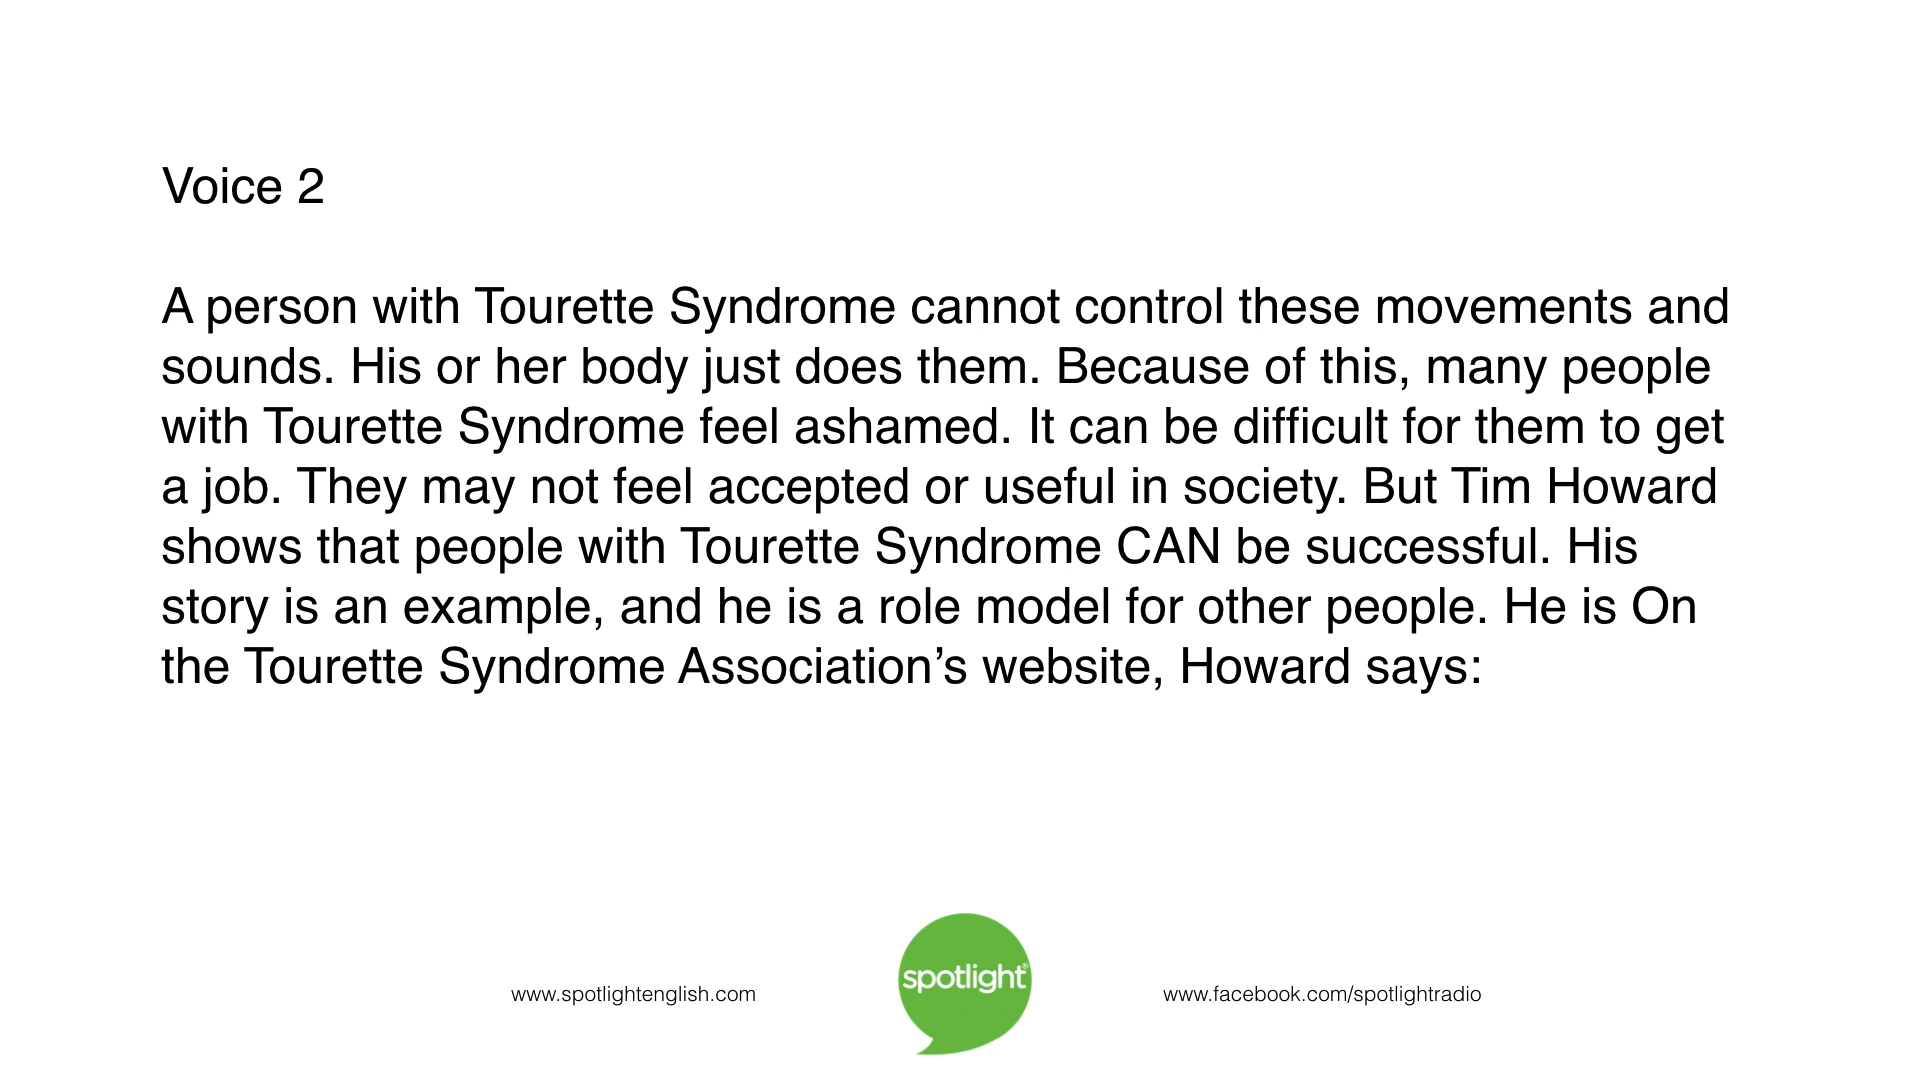 Voice 2
A person with Tourette Syndrome cannot control these movements and
sounds. His or her body just does them. Because of this, many people
with Tourette Syndrome feel ashamed. It can be difficult for them to get
a job. They may not feel accepted or useful in society. But Tim Howard
shows that people with Tourette Syndrome CAN be successful. His
story is an example, and he is a role model for other people. He is On
the Tourette Syndrome Association’s website, Howard says:
spotlight®
www.spotlightenglish.com
www.facebook.com/spotlightradio